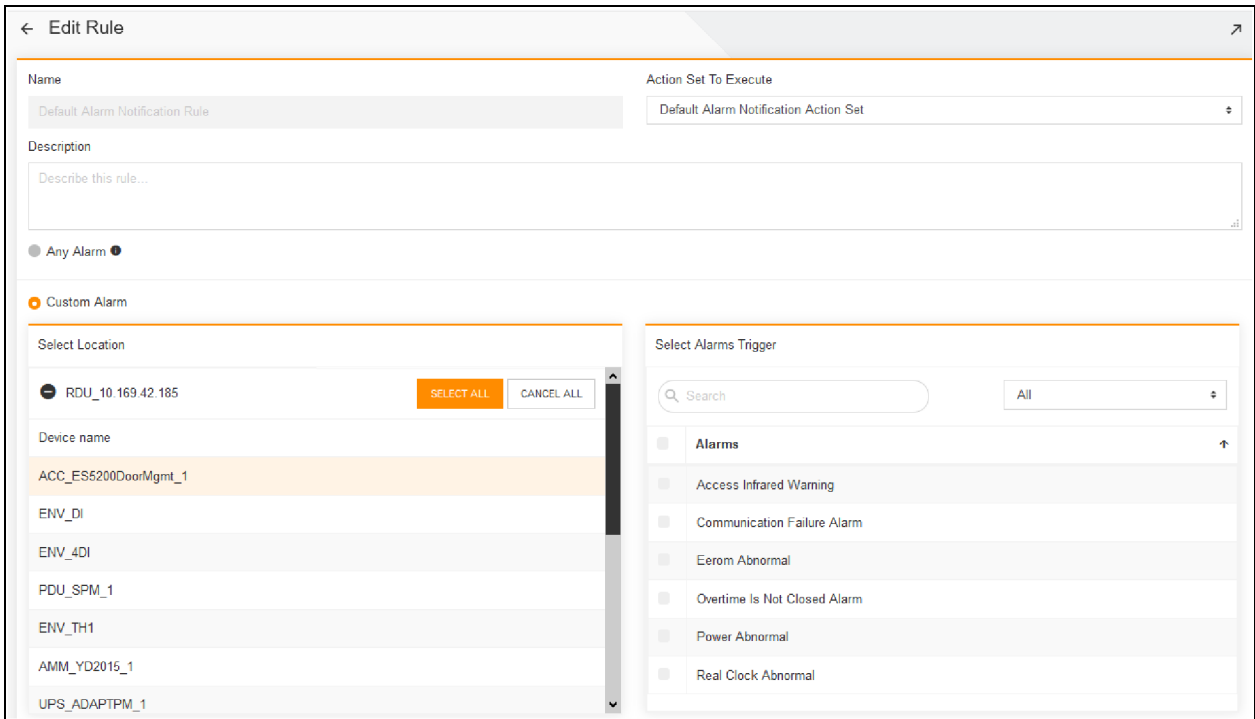 Edit Rule
Name
Action Set To Execute
Default Alarm Notification Rule
Default Alarm Notification Action Set
Description
Describe this rule...
Any Alarm
Custom Alarm
Select Location
RDU_10.169.42.185
SELECT ALL
CANCEL ALL
Device name
ACC_ES5200DoorMgmt_1
ENV_DI
ENV_4DI
PDU_SPM_1
ENV_TH1
AMM_YD2015_1
UPS_ADAPTPM_1
Select Alarms Trigger
Search
All
Alarms
Access Infrared Warning
Communication Failure Alarm
Eerom Abnormal
Overtime Is Not Closed Alarm
Power Abnormal
Real Clock Abnormal